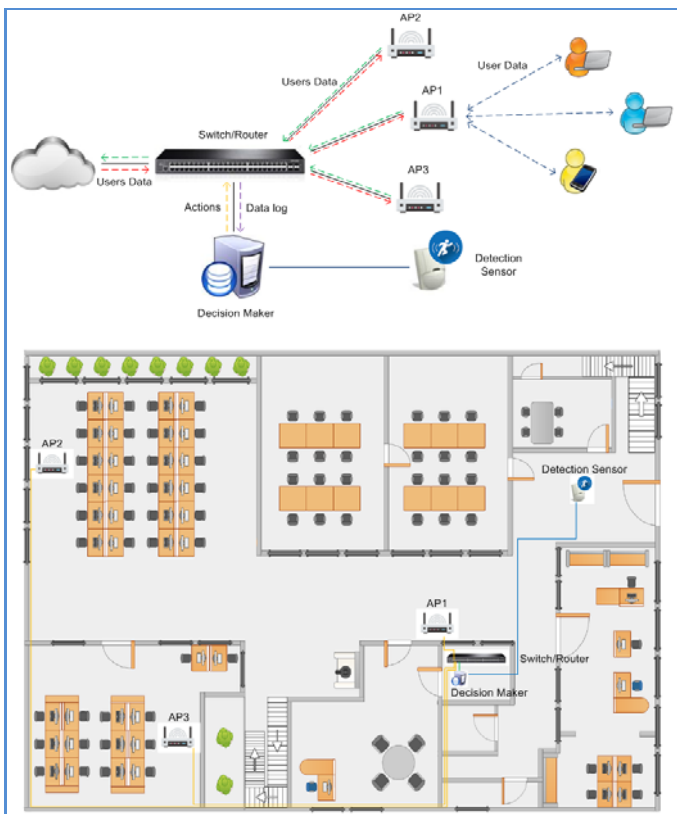 AP2
Users Data
AP1
User Data
Switch/Router
AP3
Users Data
Actions
Data log
Detection
Sensor
Decision Maker
AP2
Detection Sensor
AP1
Switch/Router
Decision Maker
AP3